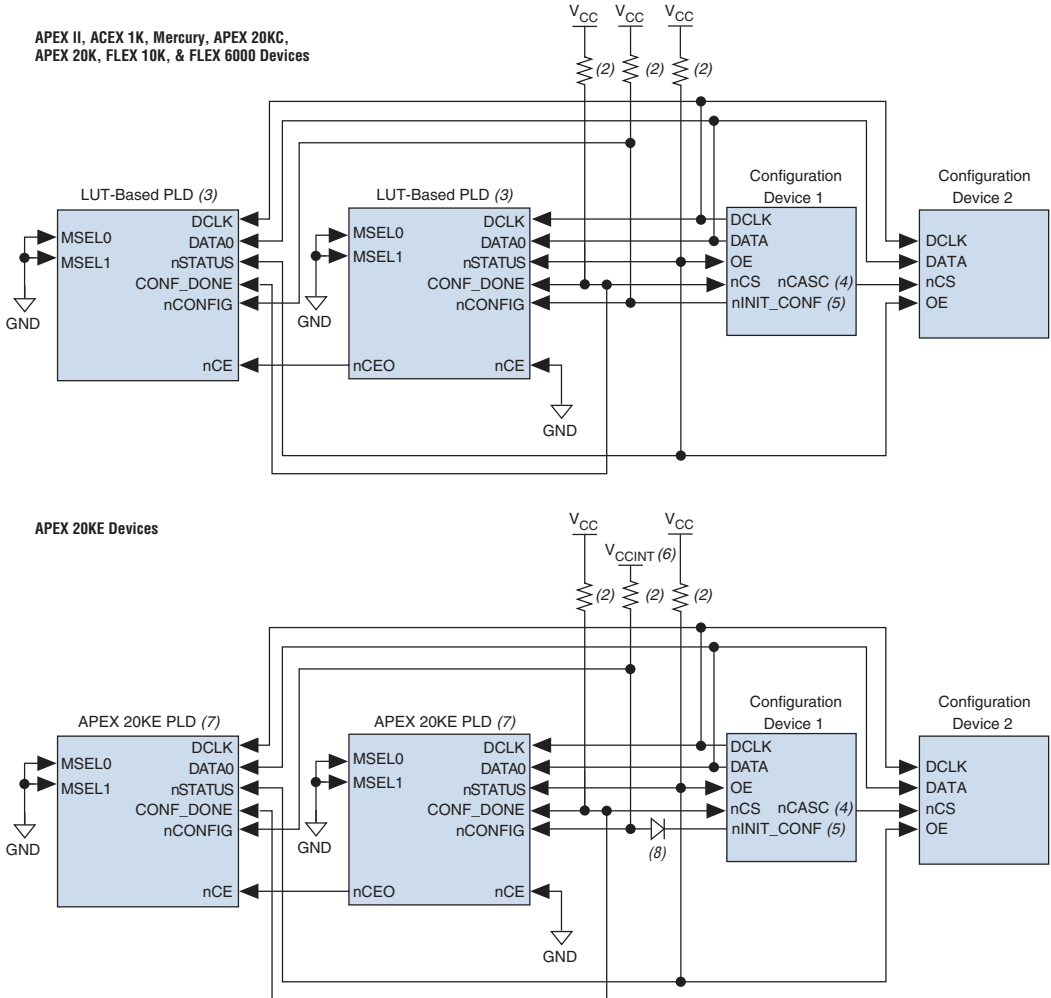 APEX II, ACEX 1K, Mercury, APEX 20KC,
APEX 20K, FLEX 10K, & FLEX 6000 Devices
VCC VCC VCC
(2) (2) (2)
LUT-Based PLD (3)
MSEL0
MSEL1
DCLK
DATA0
nSTATUS
CONF_DONE
nCONFIG
nCE
GND
LUT-Based PLD (3)
MSEL0
MSEL1
DCLK
DATA0
nSTATUS
CONF_DONE
nCONFIG
nCEO
nCE
GND
GND
Configuration
Device 1
DCLK
DATA
OE
nCS
nCASC (4)
nINIT_CONF (5)
Configuration
Device 2
DCLK
DATA
nCS
OE
APEX 20KE Devices
VCC
VCCINT (6)
VCC
(2) (2) (2)
APEX 20KE PLD (7)
MSEL0
MSEL1
DCLK
DATA0
nSTATUS
CONF_DONE
nCONFIG
nCE
GND
APEX 20KE PLD (7)
MSEL0
MSEL1
DCLK
DATA0
nSTATUS
CONF_DONE
nCONFIG
nCEO
nCE
GND
GND
(8)
Configuration
Device 1
DCLK
DATA
OE
nCS
nCASC (4)
nINIT_CONF (5)
Configuration
Device 2
DCLK
DATA
nCS
OE